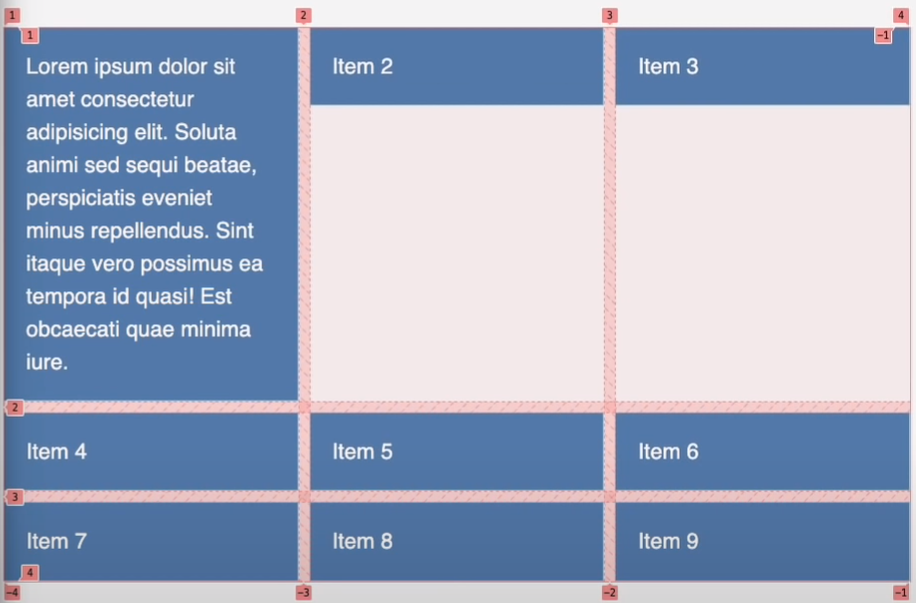 1 2 3 4
1 -1
Lorem ipsum dolor sit
amet consectetur
adipisicing elit. Soluta
animi sed sequi beatae,
perspiciatis eveniet
minus repellendus. Sint
itaque vero possimus ea
tempora id quasi! Est
obcaecati quae minima
iure.
Item 2
Item 3
2
Item 4
Item 5
Item 6
3
Item 7
Item 8
Item 9
4
-4 -3 -2 -1